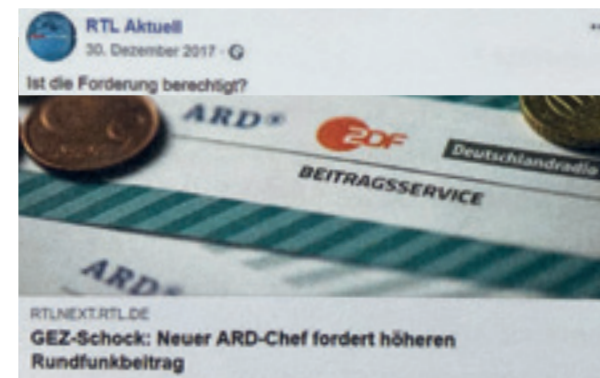 RTL Aktuell
30. Dezember 2017 ·
Ist die Forderung berechtigt?
ARD®
ZDF
Deutschlandradio
BEITRAGSSERVICE
ARD
RTLNEXT.RTL.DE
GEZ-Schock: Neuer ARD-Chef fordert höheren
Rundfunkbeitrag